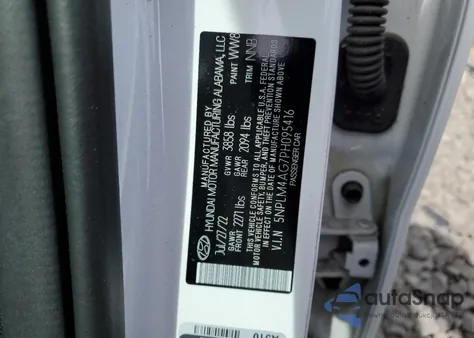 MANUFACTURED BY
HYUNDAI MOTOR MANUFACTURING ALABAMA, LLC
Jul/27/22
GVWR 3858 lbs
PAINT WW8
GAWR FRONT 2271 lbs
GAWR REAR 2094 lbs
TRIM NNB
THIS VEHICLE CONFORMS TO ALL APPLICABLE U.S.A. FEDERAL
MOTOR VEHICLE SAFETY, BUMPER, AND THEFT PREVENTION STANDARDS
IN EFFECT ON THE DATE OF MANUFACTURE SHOWN ABOVE.
V.I.N 5NPLM4AG7PH095416
PASSENGER CAR
A310
autoSnap